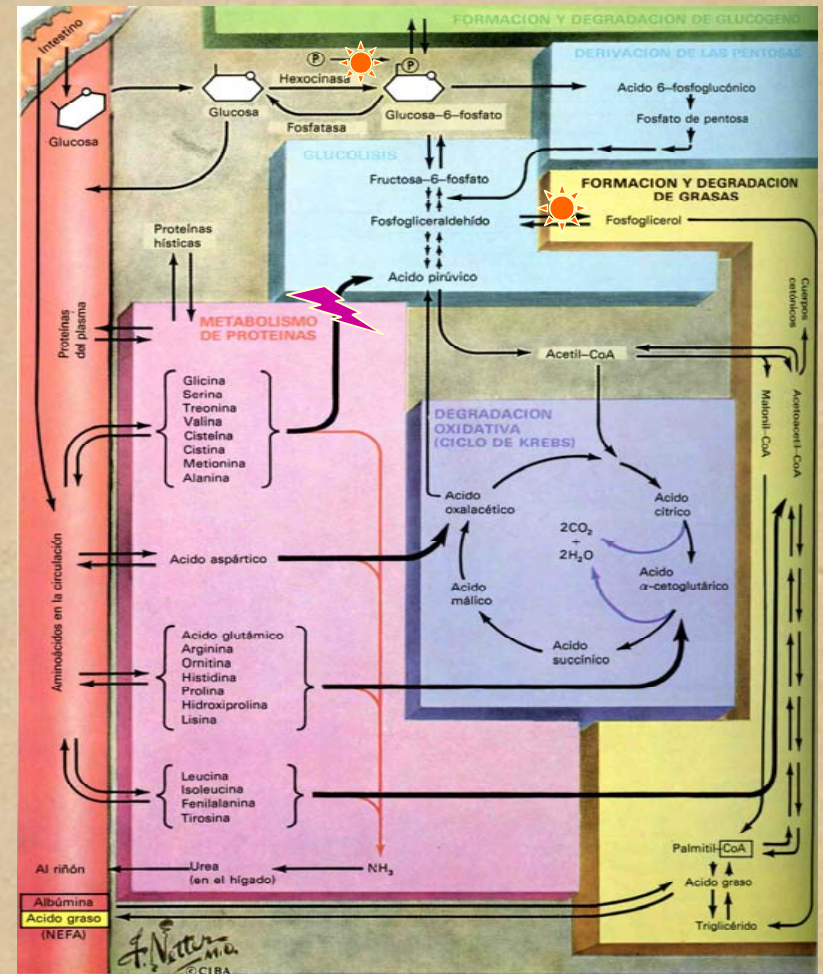 FORMACION Y DEGRADACION DE GLUCOGENO
Intestino
P
Hexocinasa
P
Glucosa
Glucosa
Fosfatasa
Glucosa-6-fosfato
DERIVACION DE LAS PENTOSAS
Acido 6-fosfoglucónico
Fosfato de pentosa
GLUCOLISIS
Fructosa-6-fosfato
Fosfogliceraldehído
Acido pirúvico
FORMACION Y DEGRADACION
DE GRASAS
Fosfoglicerol
Proteínas
hísticas
Proteínas
del plasma
METABOLISMO
DE PROTEINAS
Acetil-CoA
Cuerpos
cetónicos
Malonil-CoA
Acetoacetil-CoA
Glicina
Serina
Treonina
Valina
Cisteína
Cistina
Metionina
Alanina
DEGRADACION
OXIDATIVA
(CICLO DE KREBS)
Acido
oxalacético
Acido
cítrico
2CO₂
+
2H₂O
Acido
α-cetoglutárico
Acido
málico
Acido
succínico
Aminoácidos en la circulación
Acido aspártico
Acido glutámico
Arginina
Ornitina
Histidina
Prolina
Hidroxiprolina
Lisina
Leucina
Isoleucina
Fenilalanina
Tirosina
Al riñón
Urea
(en el hígado)
NH₃
Palmitil-CoA
Acido graso
Triglicérido
Albúmina
Acido graso
(NEFA)
F. Netter
M.D.
© CIBA